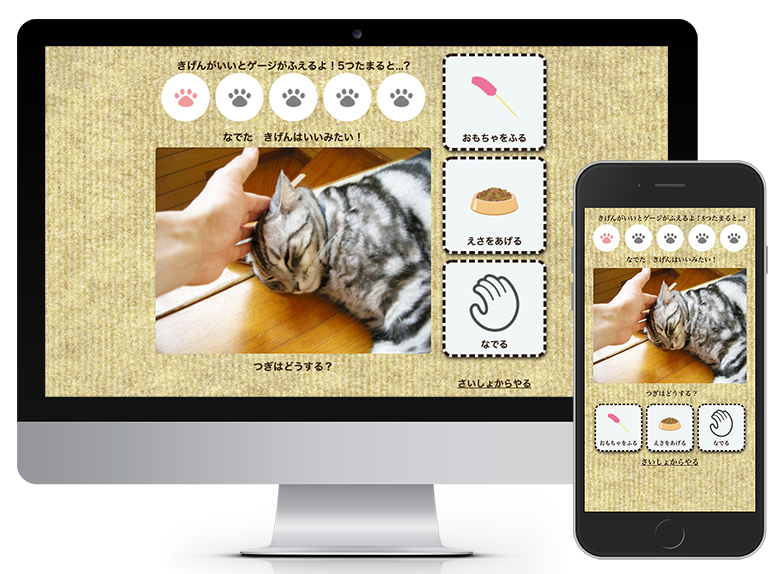 きげんがいいとゲージがふえるよ！5つたまると...?
なでた　きげんはいいみたい！
つぎはどうする？
おもちゃをふる
えさをあげる
なでる
さいしょからやる
きげんがいいとゲージがふえるよ！5つたまると...?
なでた　きげんはいいみたい！
つぎはどうする？
おもちゃをふる
えさをあげる
なでる
さいしょからやる